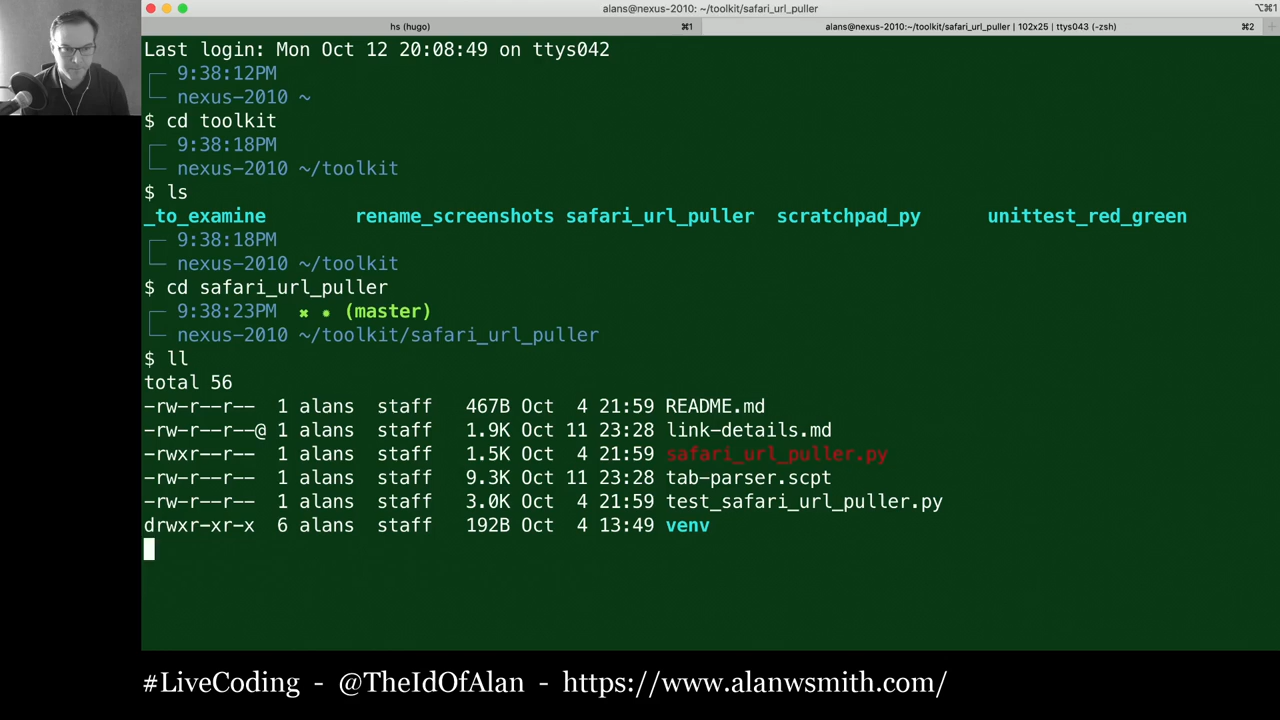 alans@nexus-2010: ~/toolkit/safari_url_puller
⌥⌘1
hs (hugo)
⌘1
alans@nexus-2010:~/toolkit/safari_url_puller | 102x25 | ttys043 (-zsh)
⌘2
Last login: Mon Oct 12 20:08:49 on ttys042
┌─ 9:38:12PM
└─ nexus-2010 ~
$ cd toolkit
┌─ 9:38:18PM
└─ nexus-2010 ~/toolkit
$ ls
_to_examine rename_screenshots safari_url_puller scratchpad_py unittest_red_green
┌─ 9:38:18PM
└─ nexus-2010 ~/toolkit
$ cd safari_url_puller
┌─ 9:38:23PM ✖ ● (master)
└─ nexus-2010 ~/toolkit/safari_url_puller
$ ll
total 56
-rw-r--r-- 1 alans staff 467B Oct 4 21:59 README.md
-rw-r--r--@ 1 alans staff 1.9K Oct 11 23:28 link-details.md
-rwxr--r-- 1 alans staff 1.5K Oct 4 21:59 safari_url_puller.py
-rw-r--r-- 1 alans staff 9.3K Oct 11 23:28 tab-parser.scpt
-rw-r--r-- 1 alans staff 3.0K Oct 4 21:59 test_safari_url_puller.py
drwxr-xr-x 6 alans staff 192B Oct 4 13:49 venv
#LiveCoding - @TheIdOfAlan - https://www.alanwsmith.com/